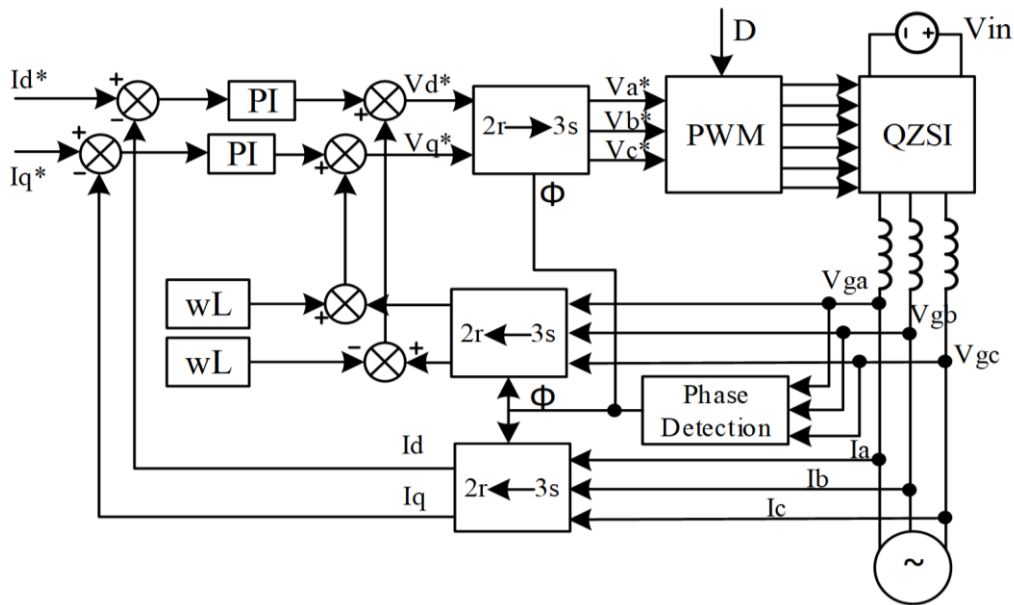 D
Vin
Id*
+
-
PI
+
Vd*
2r 3s
Va*
Vb*
Vc*
PWM
QZSI
Iq*
+
-
PI
+
Vq*
Φ
wL
+
2r 3s
Vga
Vgb
Vgc
wL
-
+
Φ
Phase
Detection
Id
Iq
2r 3s
Ia
Ib
Ic
~